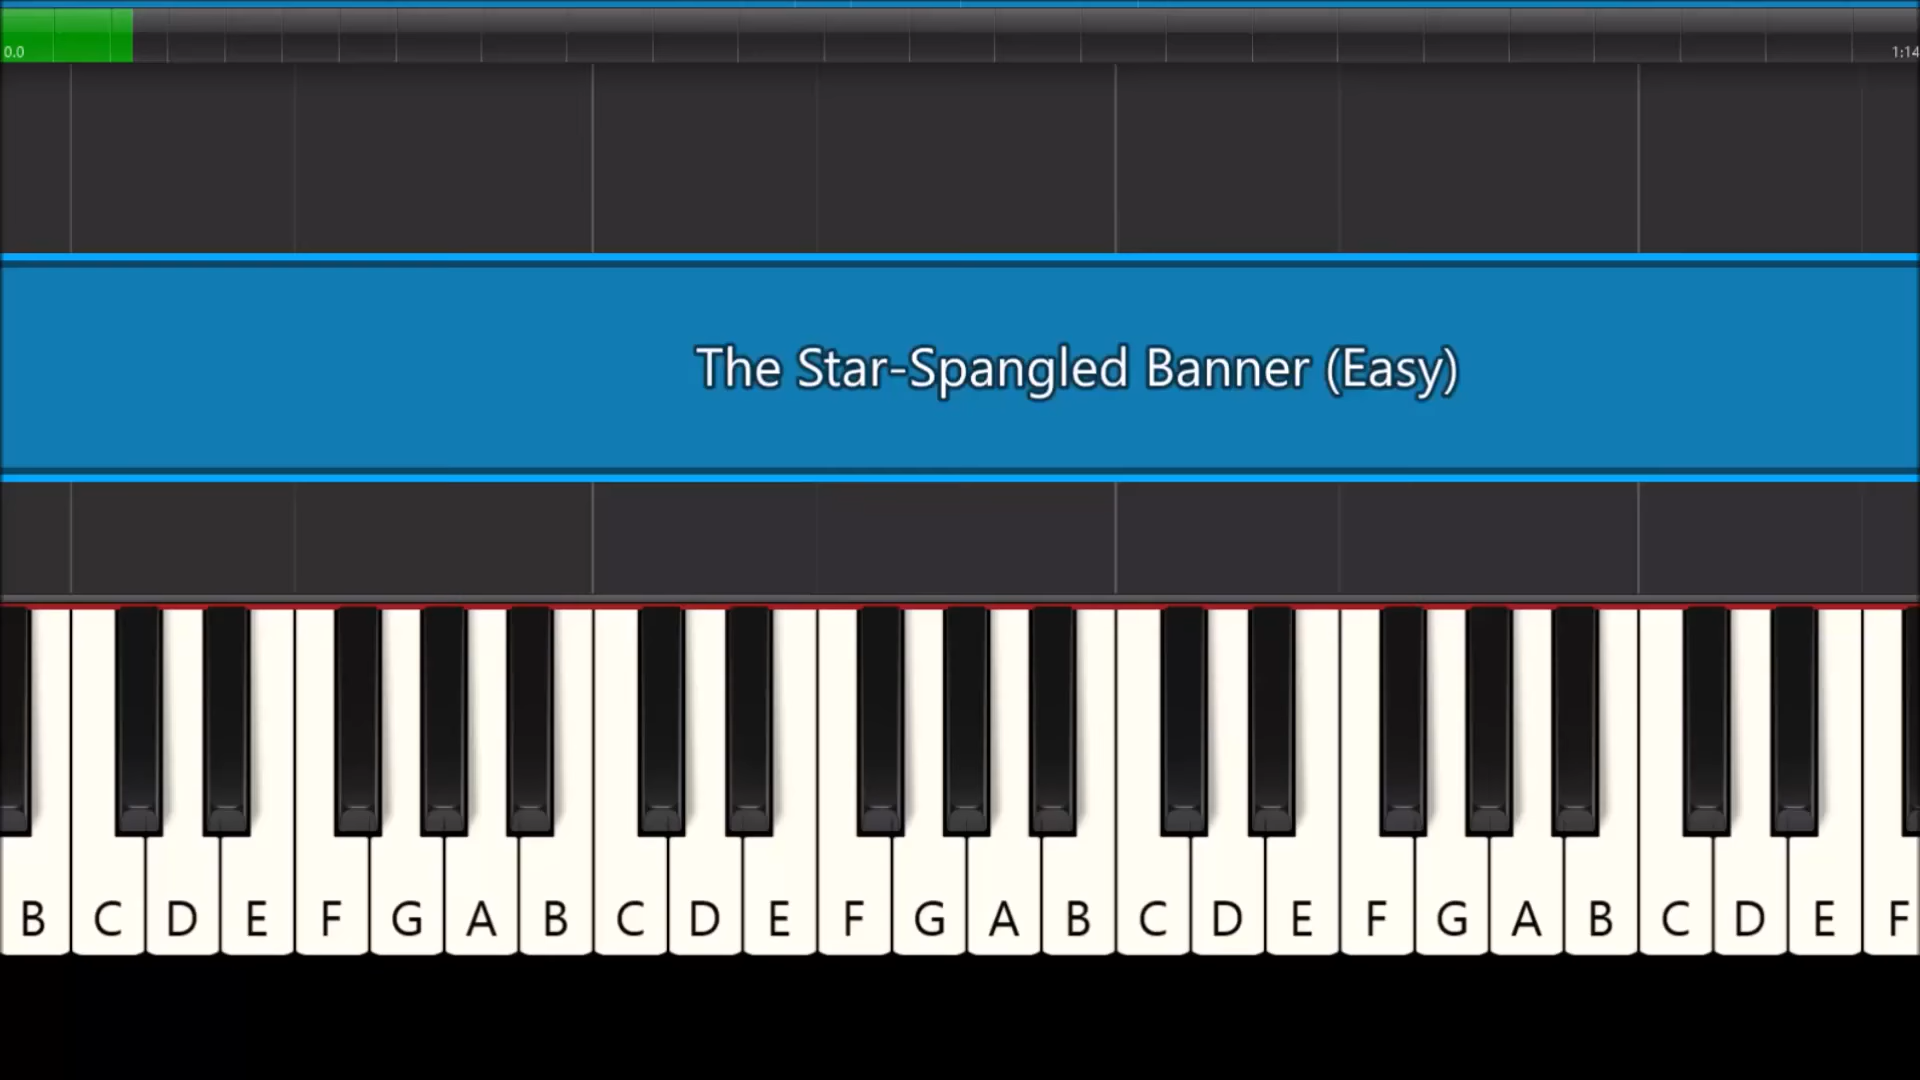 0.0 1:14
The Star-Spangled Banner (Easy)
B C D E F G A B C D E F G A B C D E F G A B C D E F